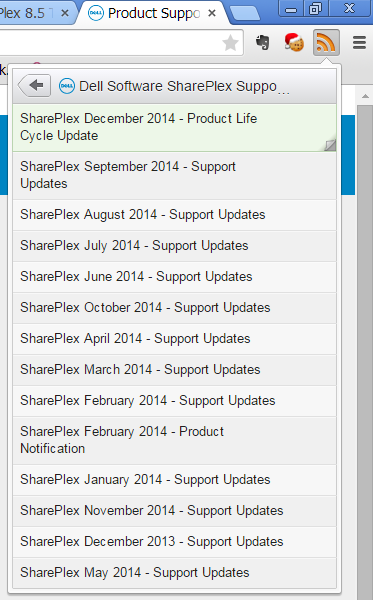 Plex 8.5 T
Product Suppo
DELL
Dell Software SharePlex Suppo...
SharePlex December 2014 - Product Life
Cycle Update
SharePlex September 2014 - Support
Updates
SharePlex August 2014 - Support Updates
SharePlex July 2014 - Support Updates
SharePlex June 2014 - Support Updates
SharePlex October 2014 - Support Updates
SharePlex April 2014 - Support Updates
SharePlex March 2014 - Support Updates
SharePlex February 2014 - Support Updates
SharePlex February 2014 - Product
Notification
SharePlex January 2014 - Support Updates
SharePlex November 2014 - Support Updates
SharePlex December 2013 - Support Updates
SharePlex May 2014 - Support Updates